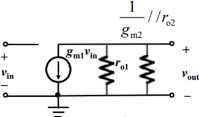 1
g_m2 // r_o2
+ g_m1 v_in r_o1 +
v_in v_out
− −